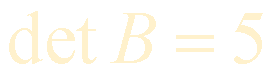 det B = 5